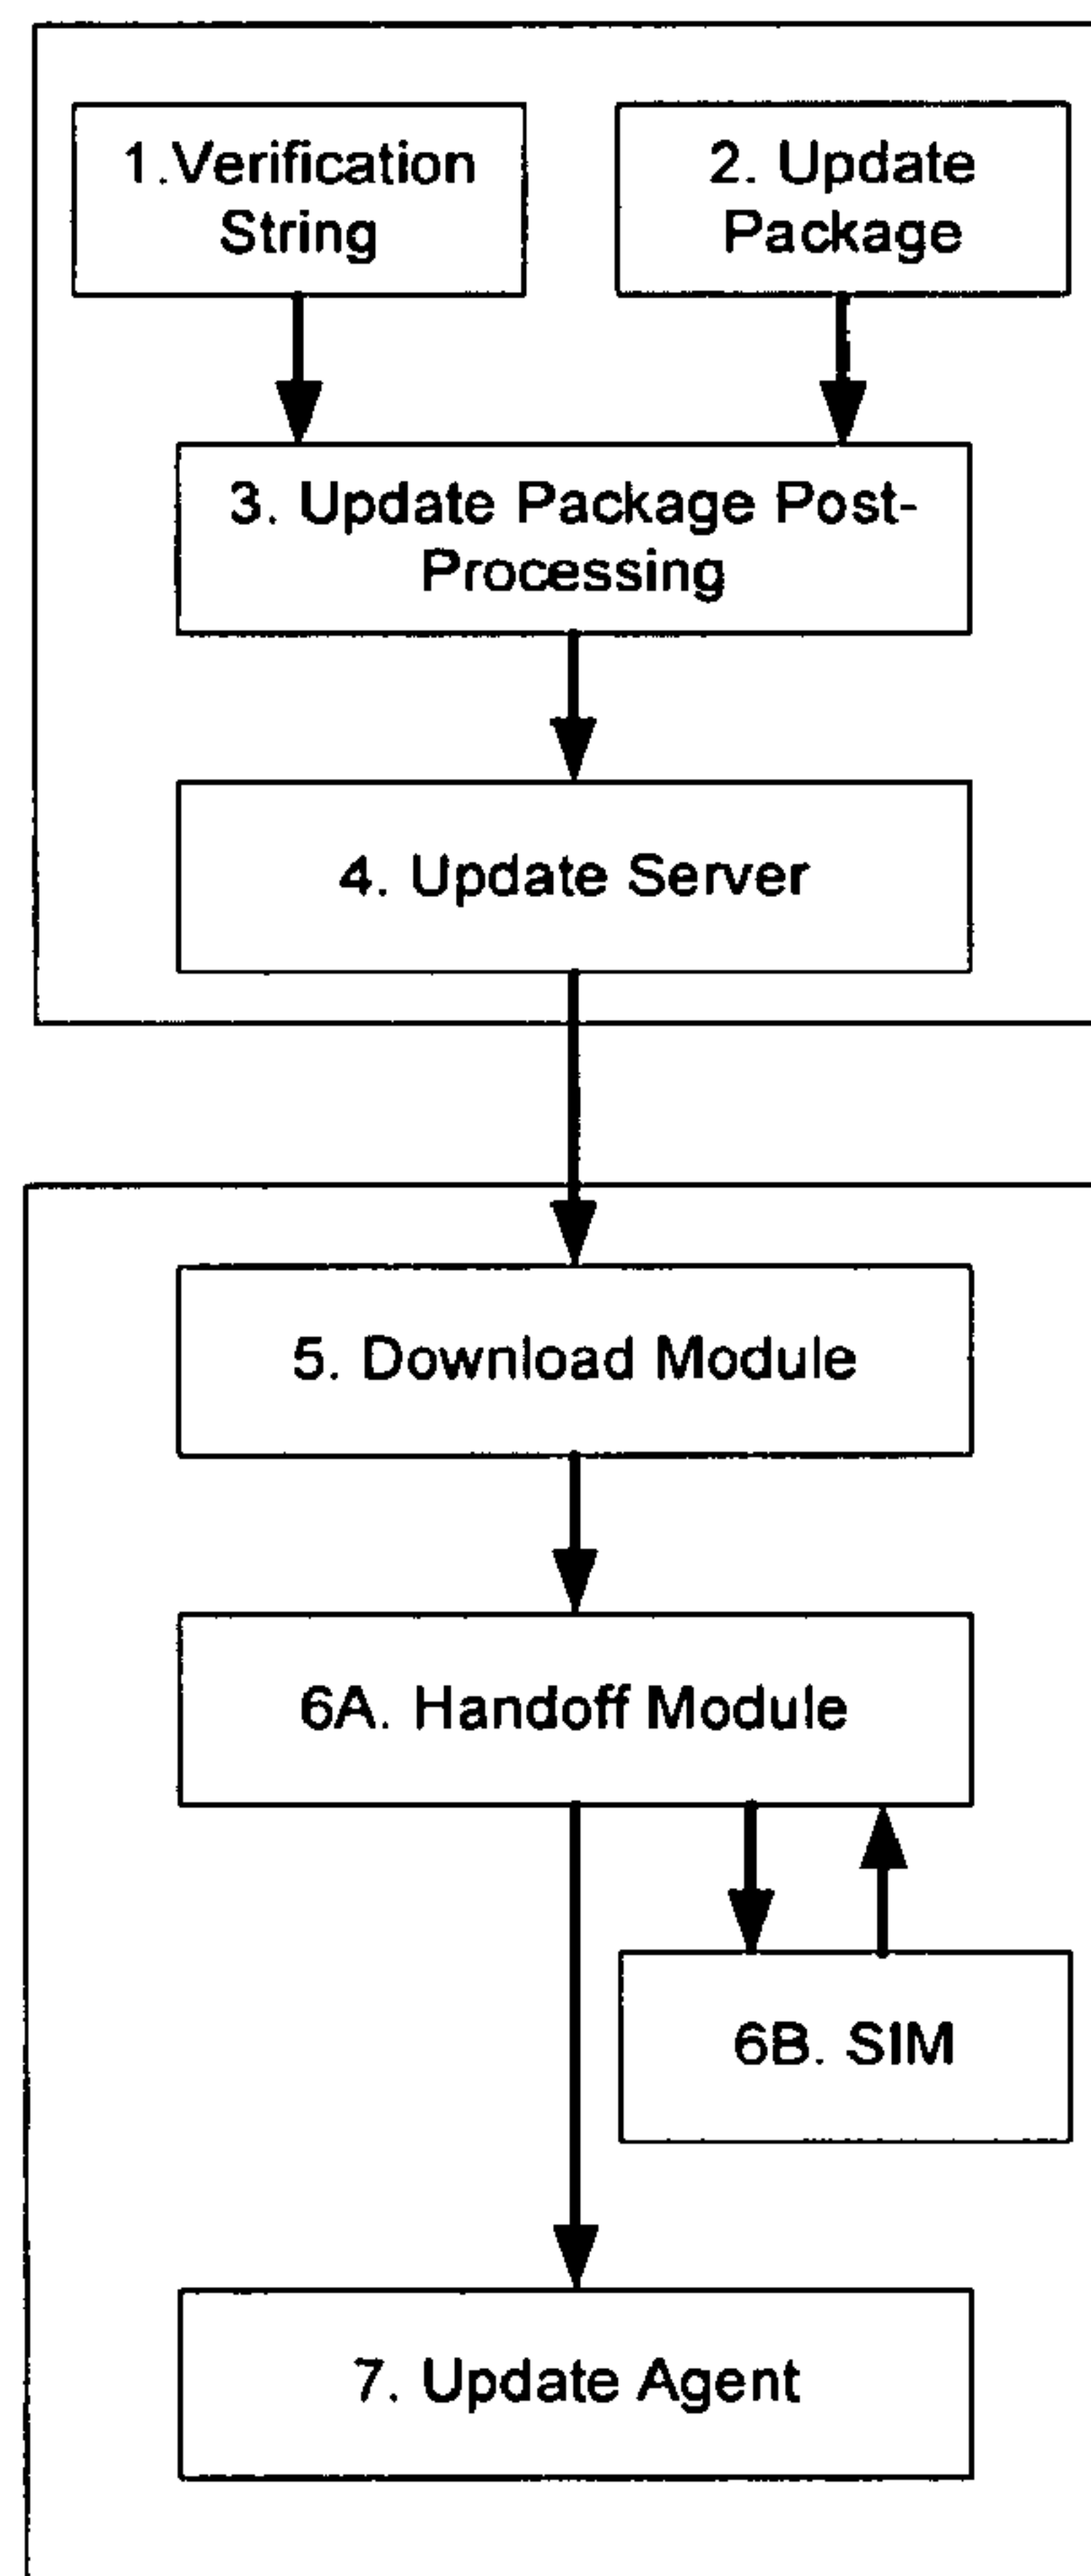 1.Verification
String
2. Update
Package
3. Update Package Post-
Processing
4. Update Server
5. Download Module
6A. Handoff Module
6B. SIM
7. Update Agent